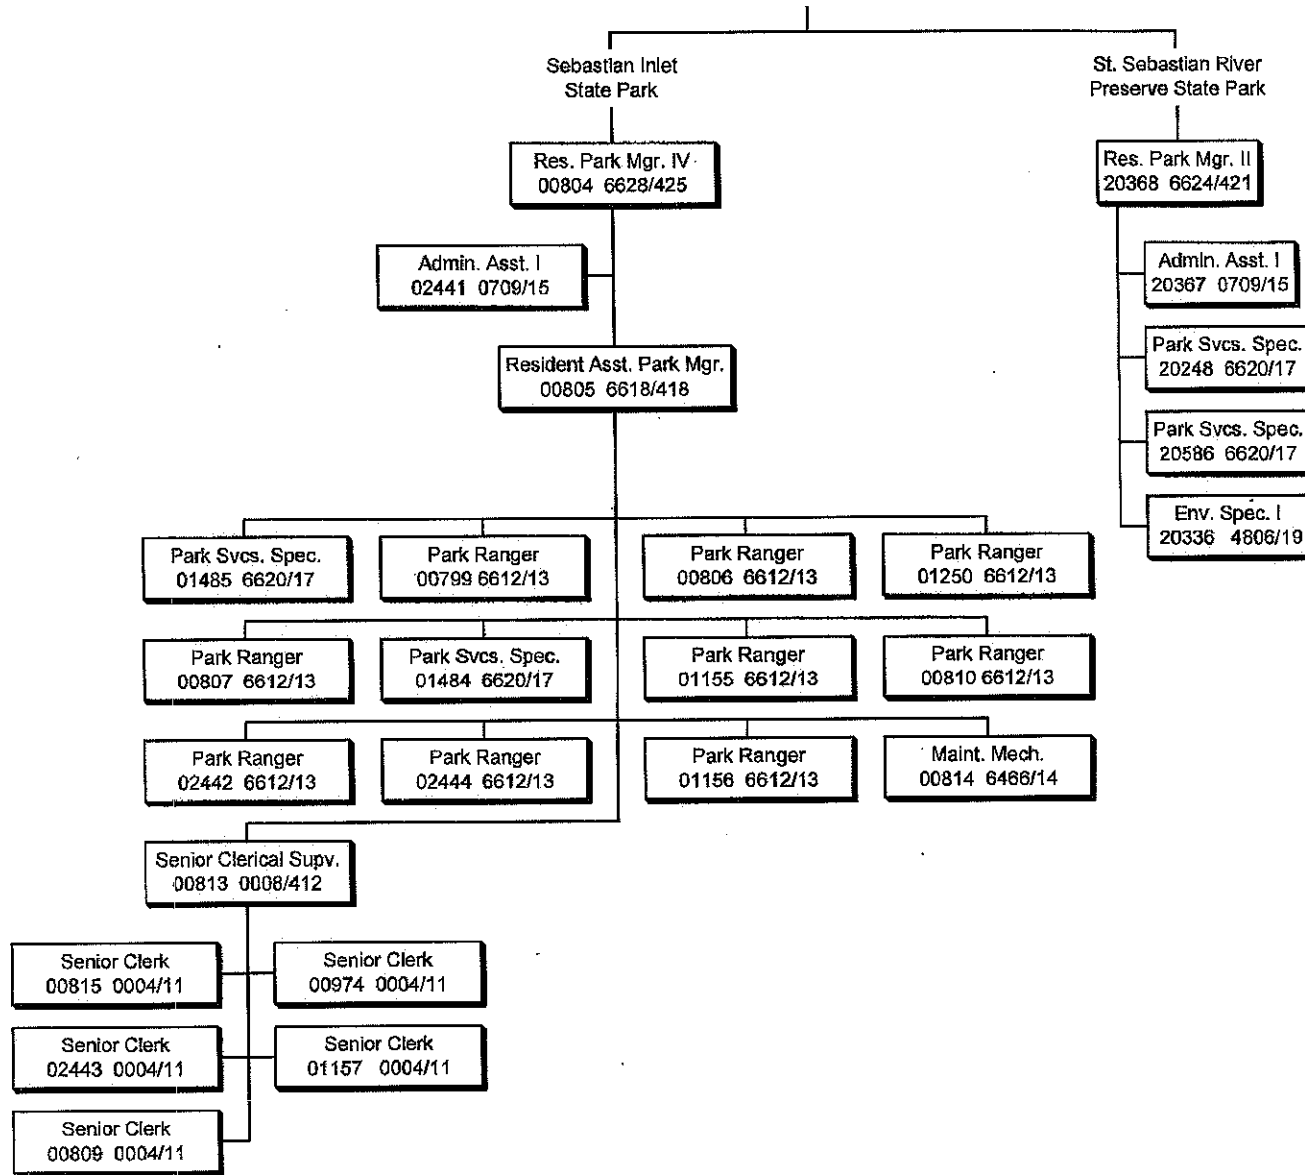 Sebastian Inlet
State Park
St. Sebastian River
Preserve State Park
Res. Park Mgr. IV
00804 6628/425
Res. Park Mgr. II
20368 6624/421
Admin. Asst. I
02441 0709/15
Admin. Asst. I
20367 0709/15
Resident Asst. Park Mgr.
00805 6618/418
Park Svcs. Spec.
20248 6620/17
Park Svcs. Spec.
20586 6620/17
Env. Spec. I
20336 4806/19
Park Svcs. Spec.
01485 6620/17
Park Ranger
00799 6612/13
Park Ranger
00806 6612/13
Park Ranger
01250 6612/13
Park Ranger
00807 6612/13
Park Svcs. Spec.
01484 6620/17
Park Ranger
01155 6612/13
Park Ranger
00810 6612/13
Park Ranger
02442 6612/13
Park Ranger
02444 6612/13
Park Ranger
01156 6612/13
Maint. Mech.
00814 6466/14
Senior Clerical Supv.
00813 0008/412
Senior Clerk
00815 0004/11
Senior Clerk
00974 0004/11
Senior Clerk
02443 0004/11
Senior Clerk
01157 0004/11
Senior Clerk
00809 0004/11